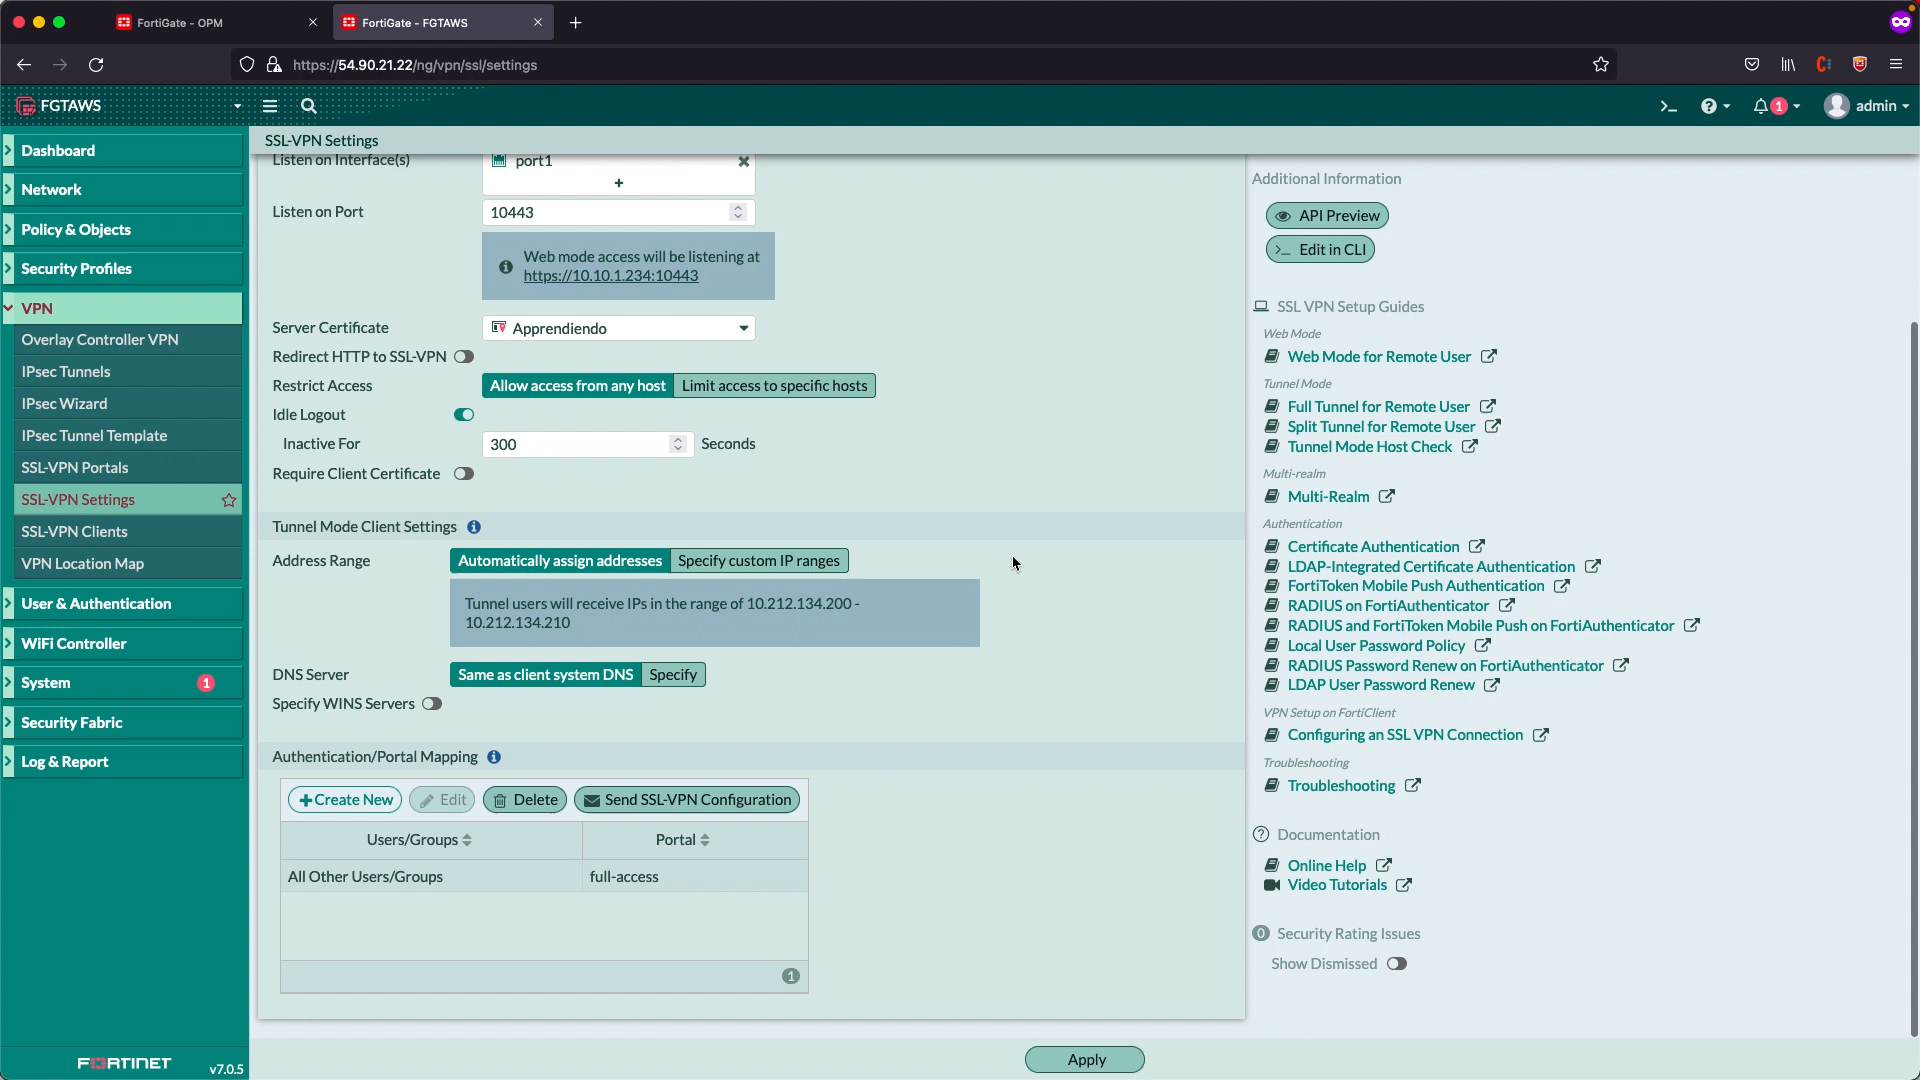 FortiGate - OPM
FortiGate - FGTAWS
https://54.90.21.22/ng/vpn/ssl/settings
FGTAWS
1
admin
Dashboard
Network
Policy & Objects
Security Profiles
VPN
Overlay Controller VPN
IPsec Tunnels
IPsec Wizard
IPsec Tunnel Template
SSL-VPN Portals
SSL-VPN Settings
SSL-VPN Clients
VPN Location Map
User & Authentication
WiFi Controller
System 1
Security Fabric
Log & Report
FORTINET
v7.0.5
SSL-VPN Settings
Listen on Interface(s) port1
+
Listen on Port 10443
Web mode access will be listening at
https://10.10.1.234:10443
Server Certificate Apprendiendo
Redirect HTTP to SSL-VPN
Restrict Access Allow access from any host Limit access to specific hosts
Idle Logout
Inactive For 300 Seconds
Require Client Certificate
Tunnel Mode Client Settings
Address Range Automatically assign addresses Specify custom IP ranges
Tunnel users will receive IPs in the range of 10.212.134.200 -
10.212.134.210
DNS Server Same as client system DNS Specify
Specify WINS Servers
Authentication/Portal Mapping
+Create New Edit Delete Send SSL-VPN Configuration
Users/Groups Portal
All Other Users/Groups full-access
1
Apply
Additional Information
API Preview
>_ Edit in CLI
SSL VPN Setup Guides
Web Mode
Web Mode for Remote User
Tunnel Mode
Full Tunnel for Remote User
Split Tunnel for Remote User
Tunnel Mode Host Check
Multi-realm
Multi-Realm
Authentication
Certificate Authentication
LDAP-Integrated Certificate Authentication
FortiToken Mobile Push Authentication
RADIUS on FortiAuthenticator
RADIUS and FortiToken Mobile Push on FortiAuthenticator
Local User Password Policy
RADIUS Password Renew on FortiAuthenticator
LDAP User Password Renew
VPN Setup on FortiClient
Configuring an SSL VPN Connection
Troubleshooting
Troubleshooting
Documentation
Online Help
Video Tutorials
0 Security Rating Issues
Show Dismissed